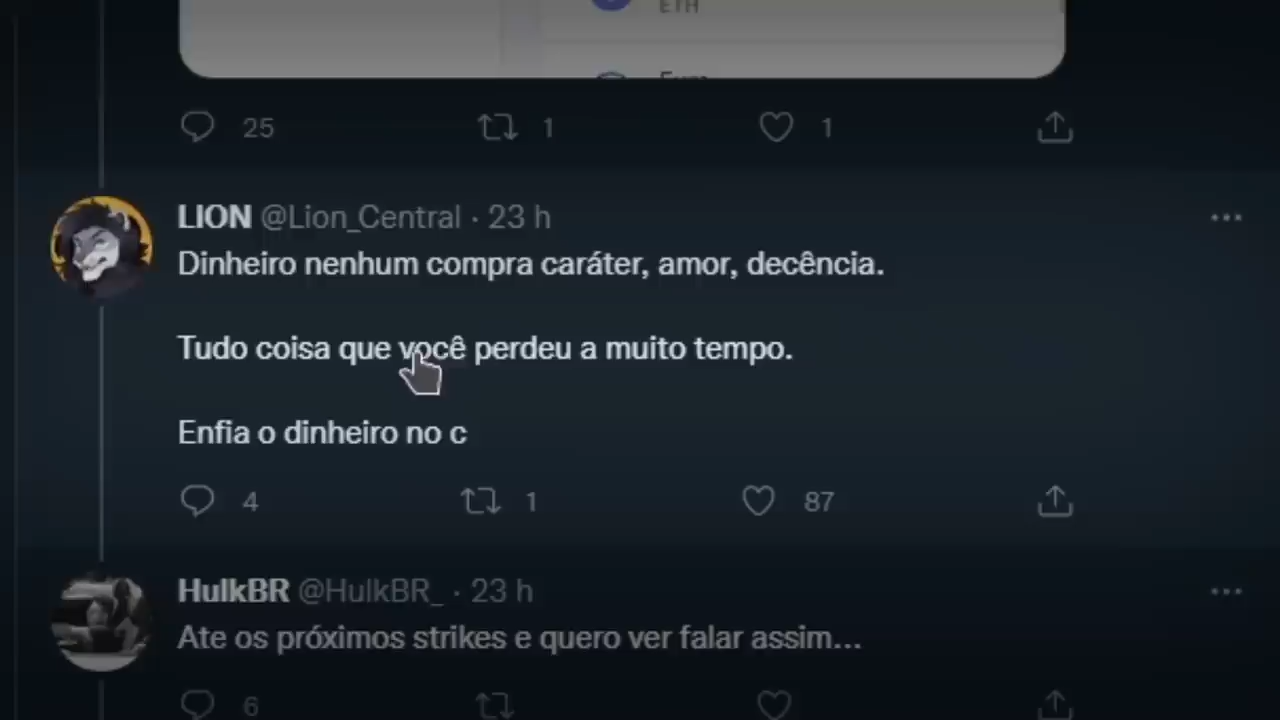 ETH
25 1 1
LION @Lion_Central · 23 h
Dinheiro nenhum compra caráter, amor, decência.
Tudo coisa que você perdeu a muito tempo.
Enfia o dinheiro no c
4 1 87
HulkBR @HulkBR_ · 23 h
Ate os próximos strikes e quero ver falar assim...
6